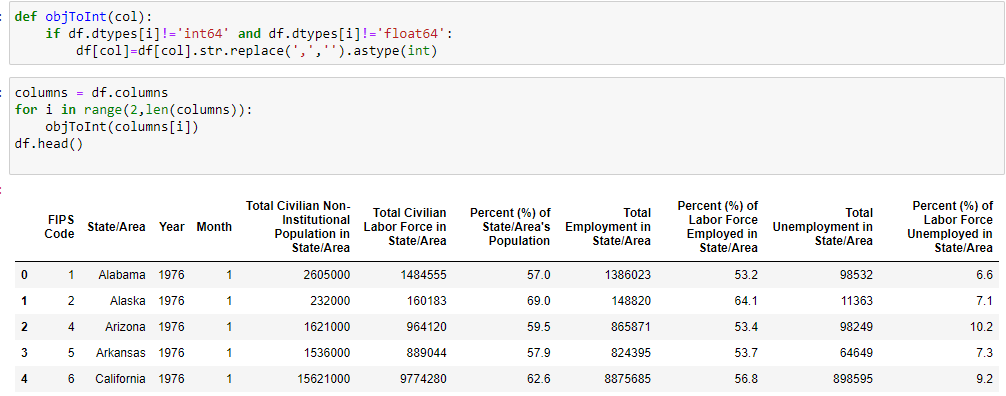 def objToInt(col):
    if df.dtypes[i]!='int64' and df.dtypes[i]!='float64':
        df[col]=df[col].str.replace(',','').astype(int)
columns = df.columns
for i in range(2,len(columns)):
    objToInt(columns[i])
df.head()
FIPS Code State/Area Year Month Total Civilian Non-Institutional Population in State/Area Total Civilian Labor Force in State/Area Percent (%) of State/Area's Population Total Employment in State/Area Percent (%) of Labor Force Employed in State/Area Total Unemployment in State/Area Percent (%) of Labor Force Unemployed in State/Area
0 1 Alabama 1976 1 2605000 1484555 57.0 1386023 53.2 98532 6.6
1 2 Alaska 1976 1 232000 160183 69.0 148820 64.1 11363 7.1
2 4 Arizona 1976 1 1621000 964120 59.5 865871 53.4 98249 10.2
3 5 Arkansas 1976 1 1536000 889044 57.9 824395 53.7 64649 7.3
4 6 California 1976 1 15621000 9774280 62.6 8875685 56.8 898595 9.2